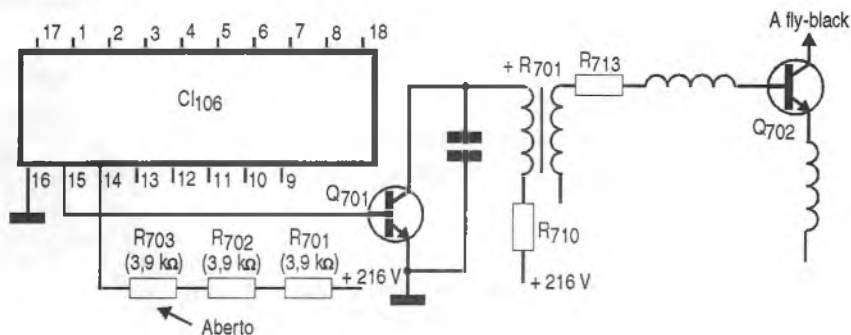 A fly-black
17 1 2 3 4 5 6 7 8 18
+ R701 R713
CI106
Q702
16 15 14 13 12 11 10 9
Q701
R703 R702 R701
(3,9 kΩ) (3,9 kΩ) (3,9 kΩ)
R710
+ 216 V
+ 216 V
Aberto